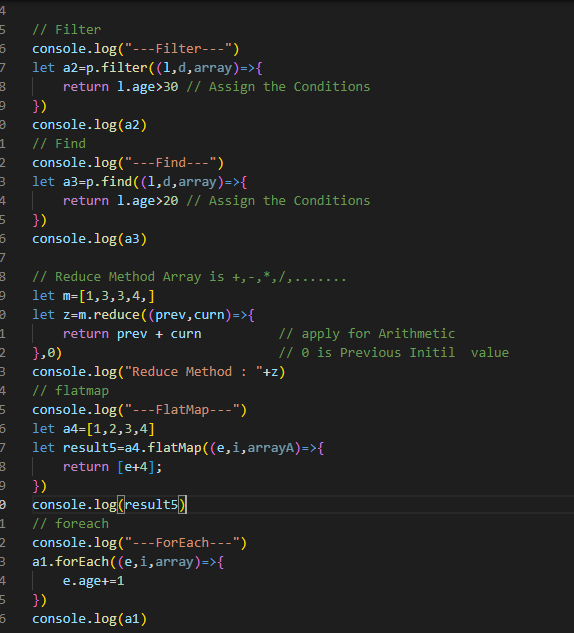 4
5 // Filter
6 console.log("---Filter---")
7 let a2=p.filter((l,d,array)=>{
8 return l.age>30 // Assign the Conditions
9 })
0 console.log(a2)
1 // Find
2 console.log("---Find---")
3 let a3=p.find((l,d,array)=>{
4 return l.age>20 // Assign the Conditions
5 })
6 console.log(a3)
7
8 // Reduce Method Array is +,-,*,/,.......
9 let m=[1,3,3,4,]
0 let z=m.reduce((prev,curn)=>{
1 return prev + curn // apply for Arithmetic
2 },0) // 0 is Previous Initil value
3 console.log("Reduce Method : "+z)
4 // flatmap
5 console.log("---FlatMap---")
6 let a4=[1,2,3,4]
7 let result5=a4.flatMap((e,i,arrayA)=>{
8 return [e+4];
9 })
0 console.log(result5)
1 // foreach
2 console.log("---ForEach---")
3 a1.forEach((e,i,array)=>{
4 e.age+=1
5 })
6 console.log(a1)